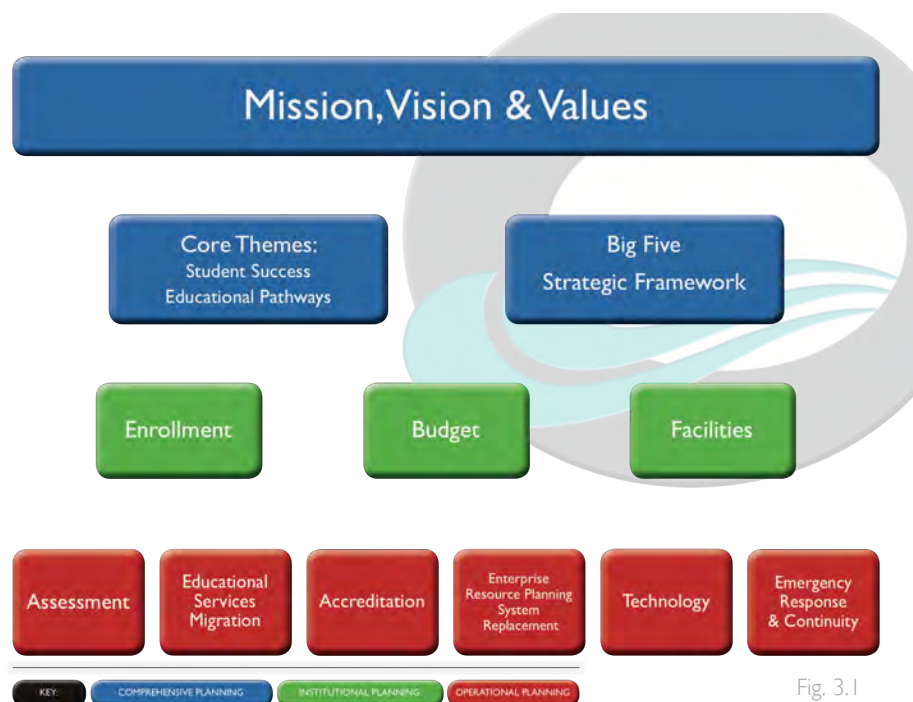 Mission, Vision & Values
Core Themes:
Student Success
Educational Pathways
Big Five
Strategic Framework
Enrollment
Budget
Facilities
Assessment
Educational
Services
Migration
Accreditation
Enterprise
Resource Planning
System
Replacement
Technology
Emergency
Response
& Continuity
KEY:
COMPREHENSIVE PLANNING
INSTITUTIONAL PLANNING
OPERATIONAL PLANNING
Fig. 3.1